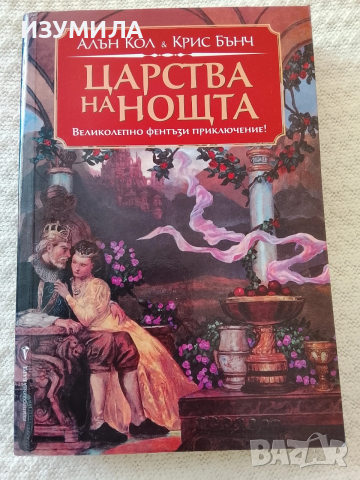 ИЗУМИЛА
АЛЪН КОЛ & КРИС БЪНЧ
ЦАРСТВА
НА НОЩТА
ВЕЛИКОЛЕПНО ФЕНТЪЗИ ПРИКЛЮЧЕНИЕ!
BAZAR